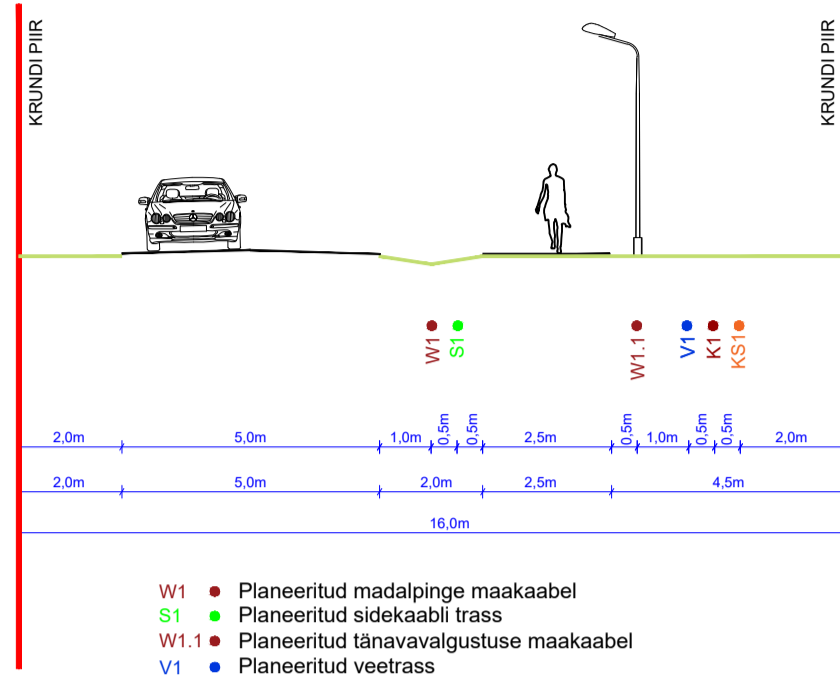 KRUNDI PIIR
KRUNDI PIIR
W1
S1
W1.1
V1
K1
KS1
2,0m
5,0m
1,0m
0,5m
0,5m
2,5m
0,5m
1,0m
0,5m
0,5m
2,0m
2,0m
5,0m
2,0m
2,5m
4,5m
16,0m
W1 Planeeritud madalpinge maakaabel
S1 Planeeritud sidekaabli trass
W1.1 Planeeritud tänavavalgustuse maakaabel
V1 Planeeritud veetrass